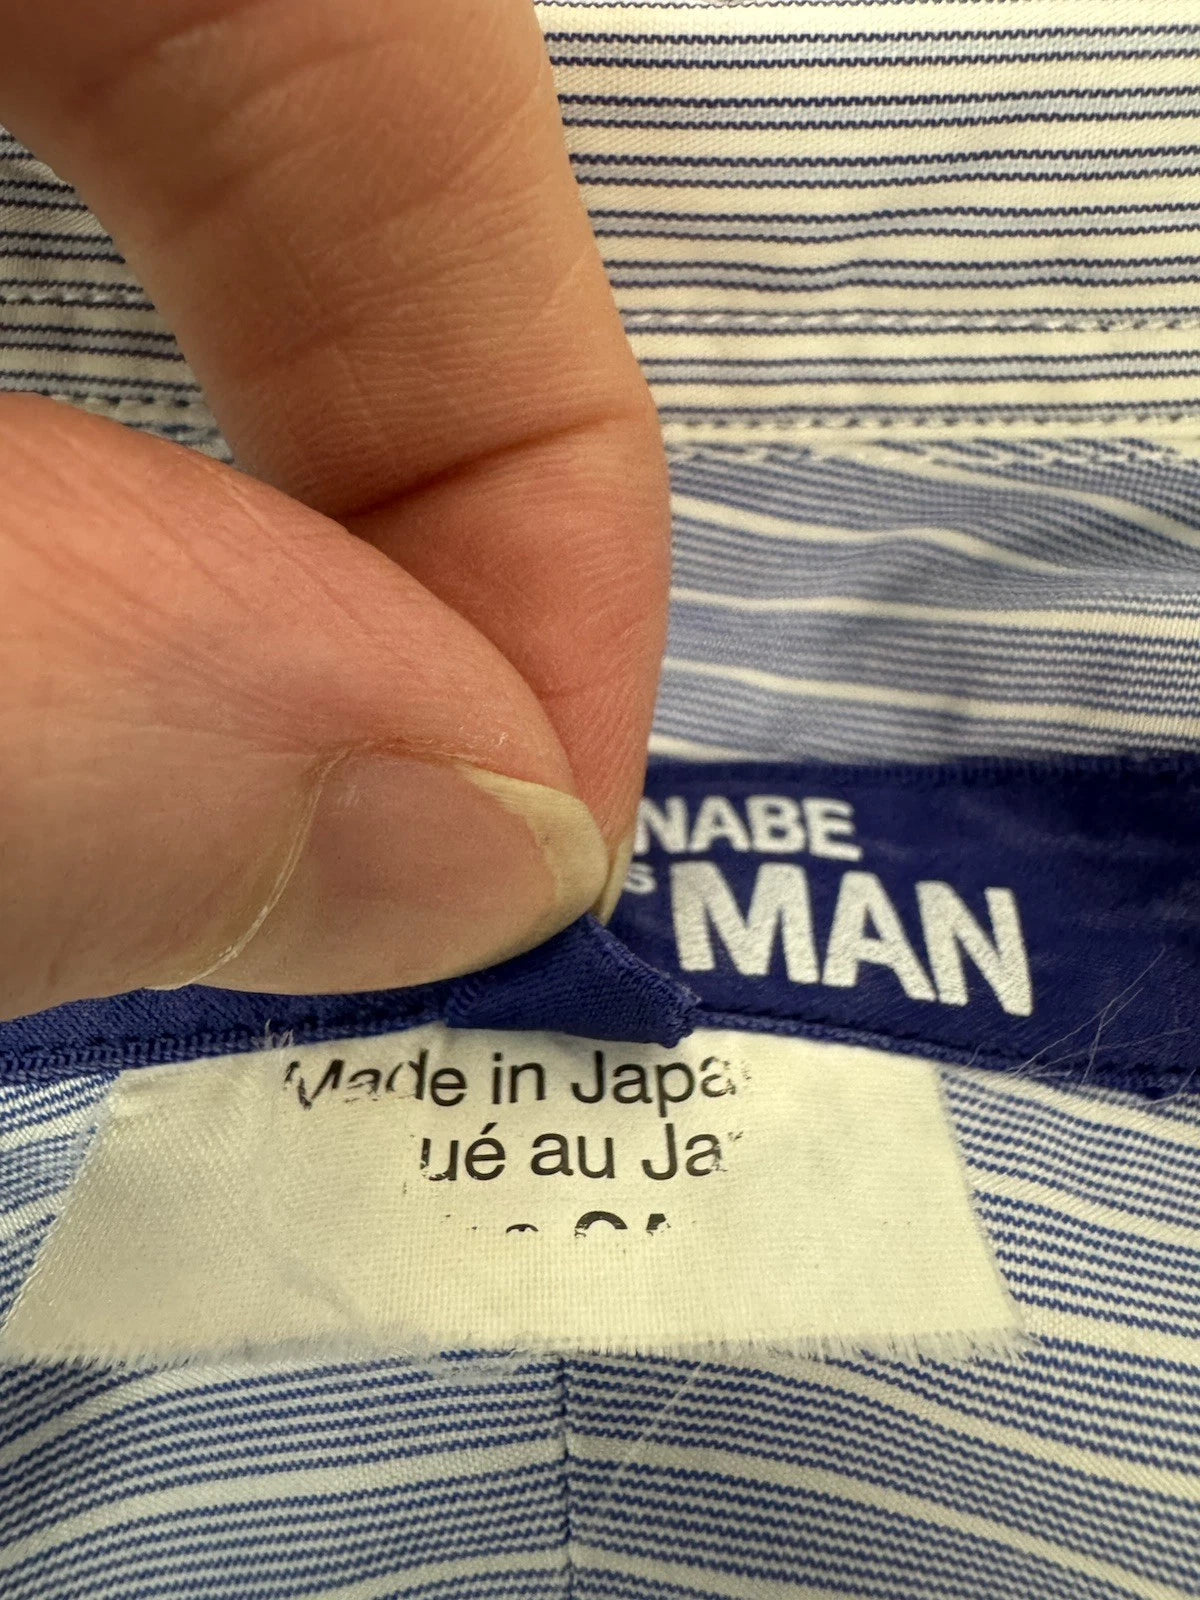 NABE
s MAN
Made in Japa
ué au Ja